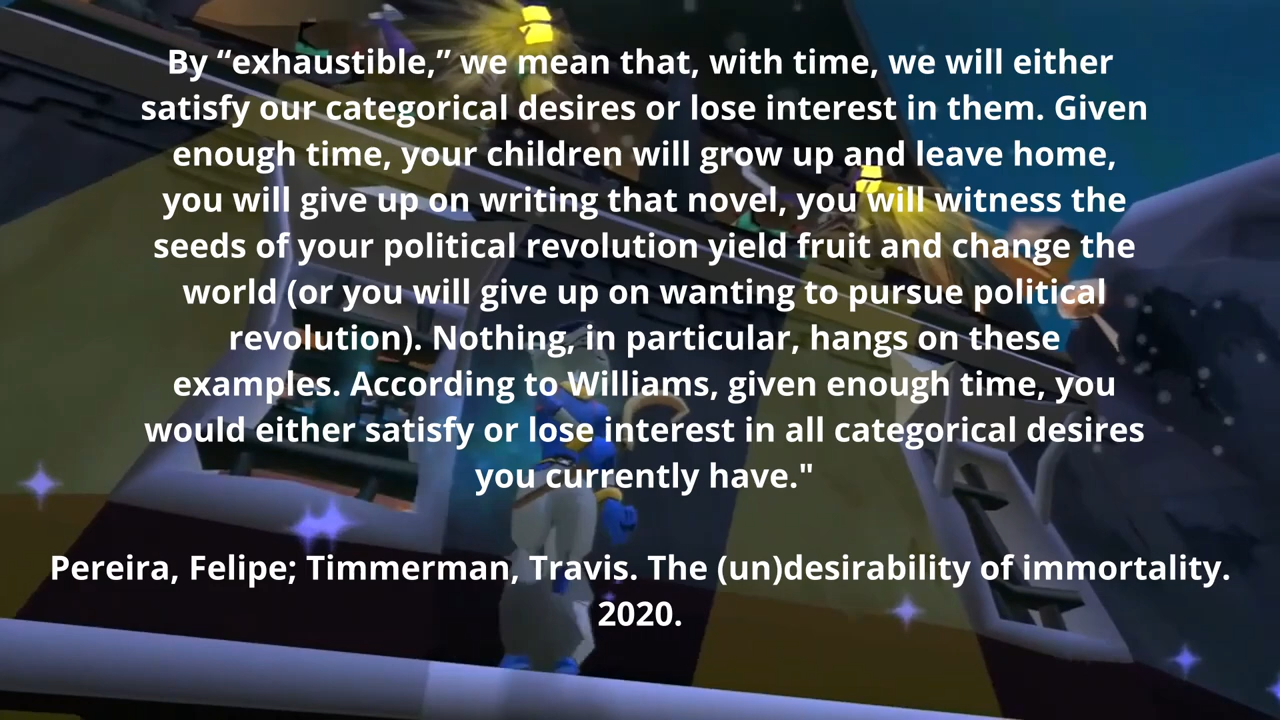 By “exhaustible,” we mean that, with time, we will either
satisfy our categorical desires or lose interest in them. Given
enough time, your children will grow up and leave home,
you will give up on writing that novel, you will witness the
seeds of your political revolution yield fruit and change the
world (or you will give up on wanting to pursue political
revolution). Nothing, in particular, hangs on these
examples. According to Williams, given enough time, you
would either satisfy or lose interest in all categorical desires
you currently have."
Pereira, Felipe; Timmerman, Travis. The (un)desirability of immortality.
2020.